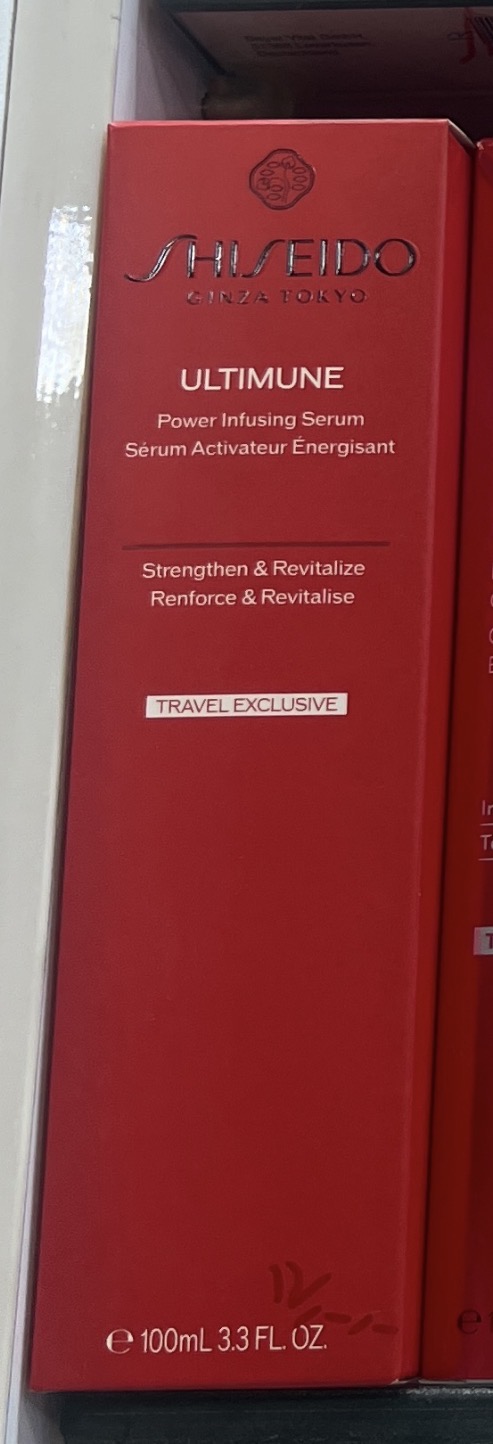 SHISEIDO
GINZA TOKYO
ULTIMUNE
Power Infusing Serum
Sérum Activateur Énergisant
Strengthen & Revitalize
Renforce & Revitalise
TRAVEL EXCLUSIVE
℮ 100mL 3.3 FL. OZ.